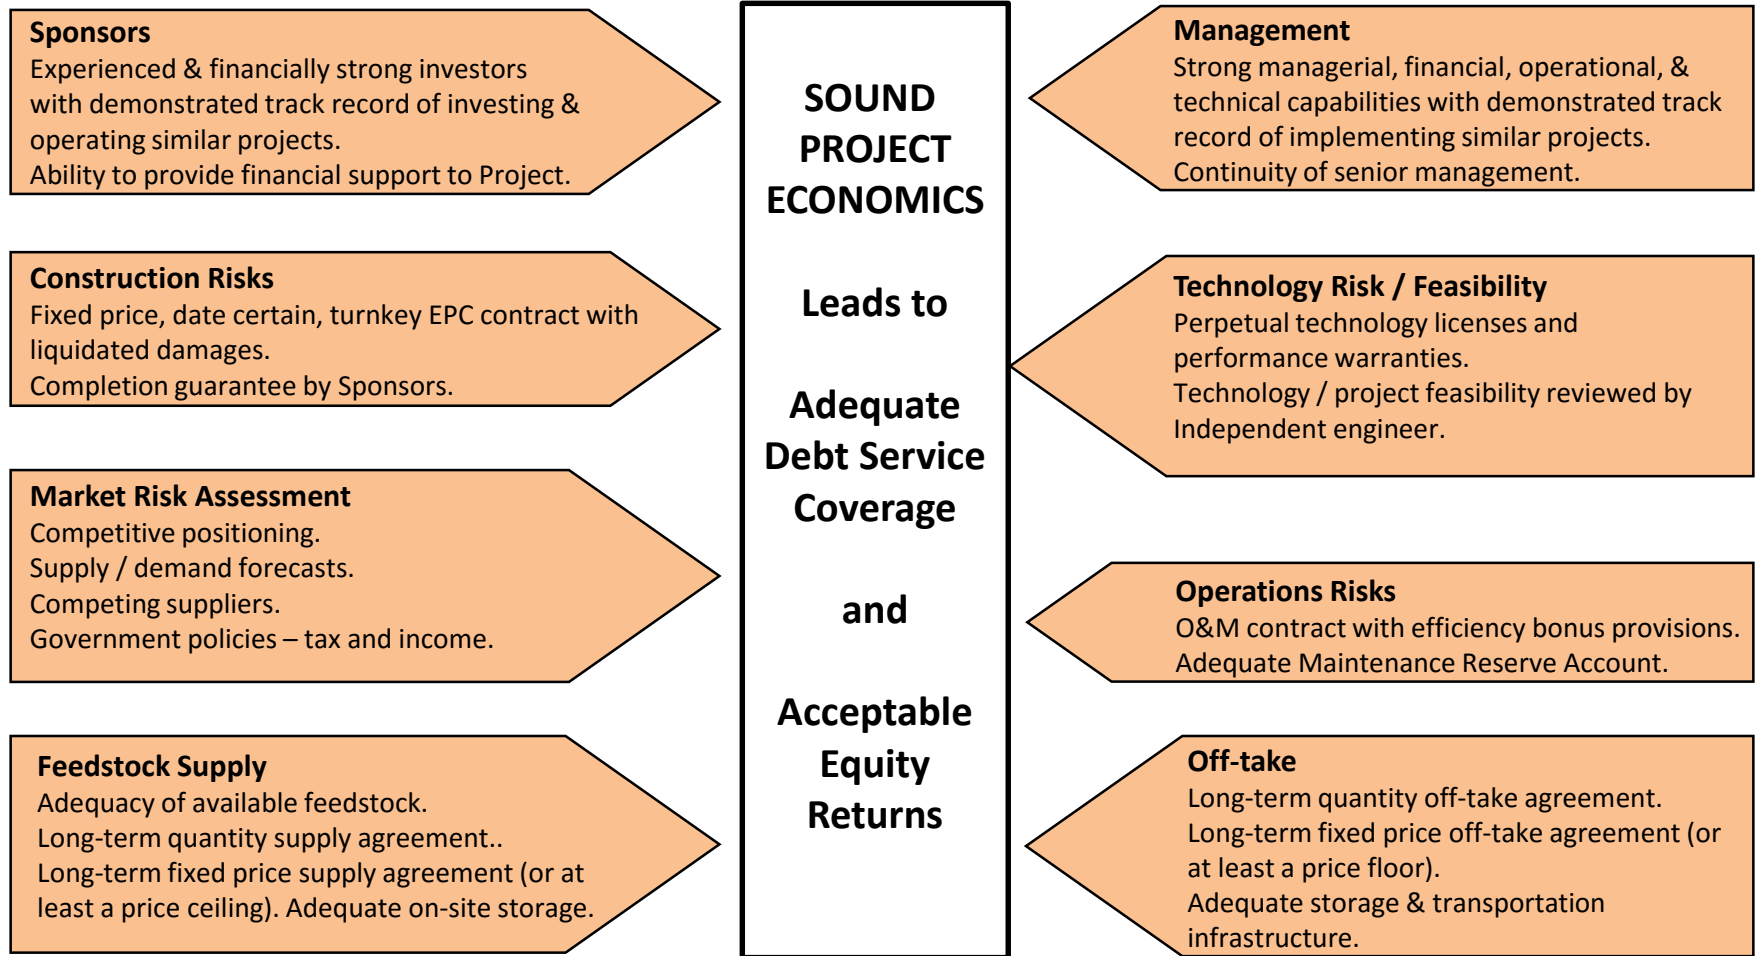 Sponsors
Experienced & financially strong investors
with demonstrated track record of investing &
operating similar projects.
Ability to provide financial support to Project.
Construction Risks
Fixed price, date certain, turnkey EPC contract with
liquidated damages.
Completion guarantee by Sponsors.
Market Risk Assessment
Competitive positioning.
Supply / demand forecasts.
Competing suppliers.
Government policies – tax and income.
Feedstock Supply
Adequacy of available feedstock.
Long-term quantity supply agreement..
Long-term fixed price supply agreement (or at
least a price ceiling). Adequate on-site storage.
SOUND
PROJECT
ECONOMICS
Leads to
Adequate
Debt Service
Coverage
and
Acceptable
Equity
Returns
Management
Strong managerial, financial, operational, &
technical capabilities with demonstrated track
record of implementing similar projects.
Continuity of senior management.
Technology Risk / Feasibility
Perpetual technology licenses and
performance warranties.
Technology / project feasibility reviewed by
Independent engineer.
Operations Risks
O&M contract with efficiency bonus provisions.
Adequate Maintenance Reserve Account.
Off-take
Long-term quantity off-take agreement.
Long-term fixed price off-take agreement (or
at least a price floor).
Adequate storage & transportation
infrastructure.